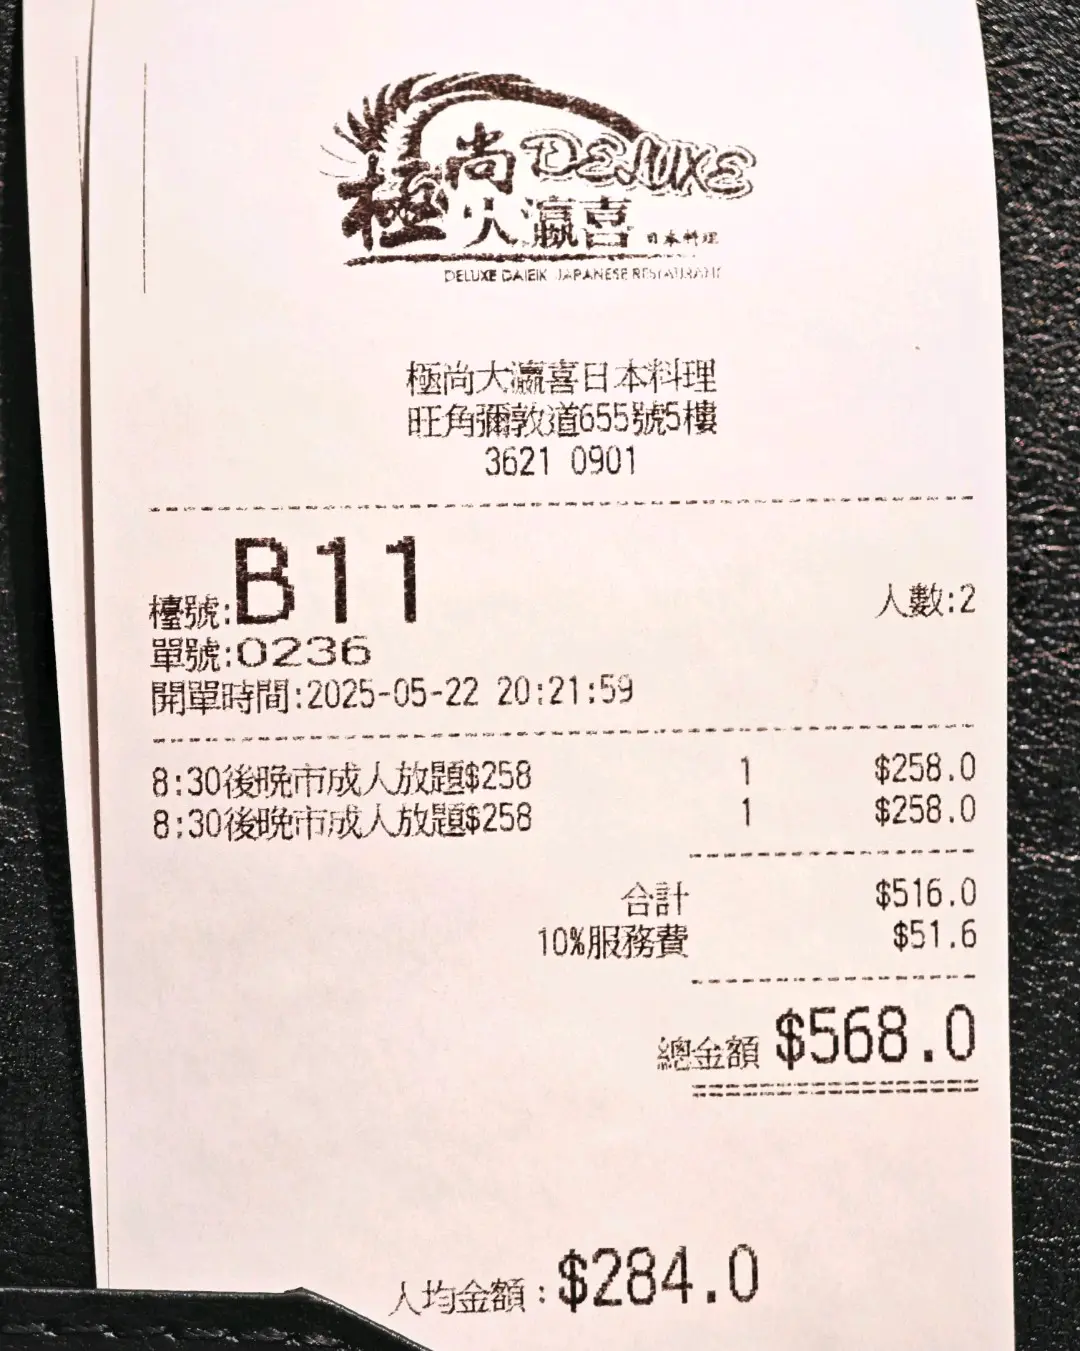 極尚 DELUXE
大瀛喜 日本料理
DELUXE DAIEIK JAPANESE RESTAURANT
極尚大瀛喜日本料理
旺角彌敦道655號5樓
3621 0901
檯號:B11 人數:2
單號:0236
開單時間:2025-05-22 20:21:59
8:30後晚市成人放題$258 1 $258.0
8:30後晚市成人放題$258 1 $258.0
合計 $516.0
10%服務費 $51.6
總金額 $568.0
人均金額:$284.0